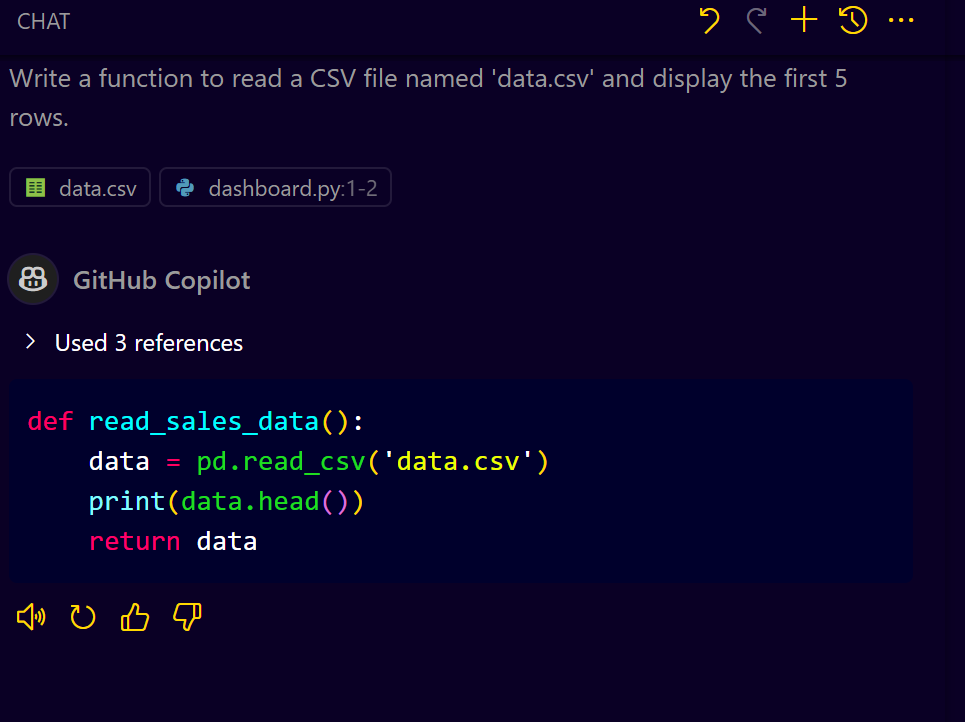 CHAT
Write a function to read a CSV file named 'data.csv' and display the first 5
rows.
data.csv dashboard.py:1-2
GitHub Copilot
Used 3 references
def read_sales_data():
    data = pd.read_csv('data.csv')
    print(data.head())
    return data